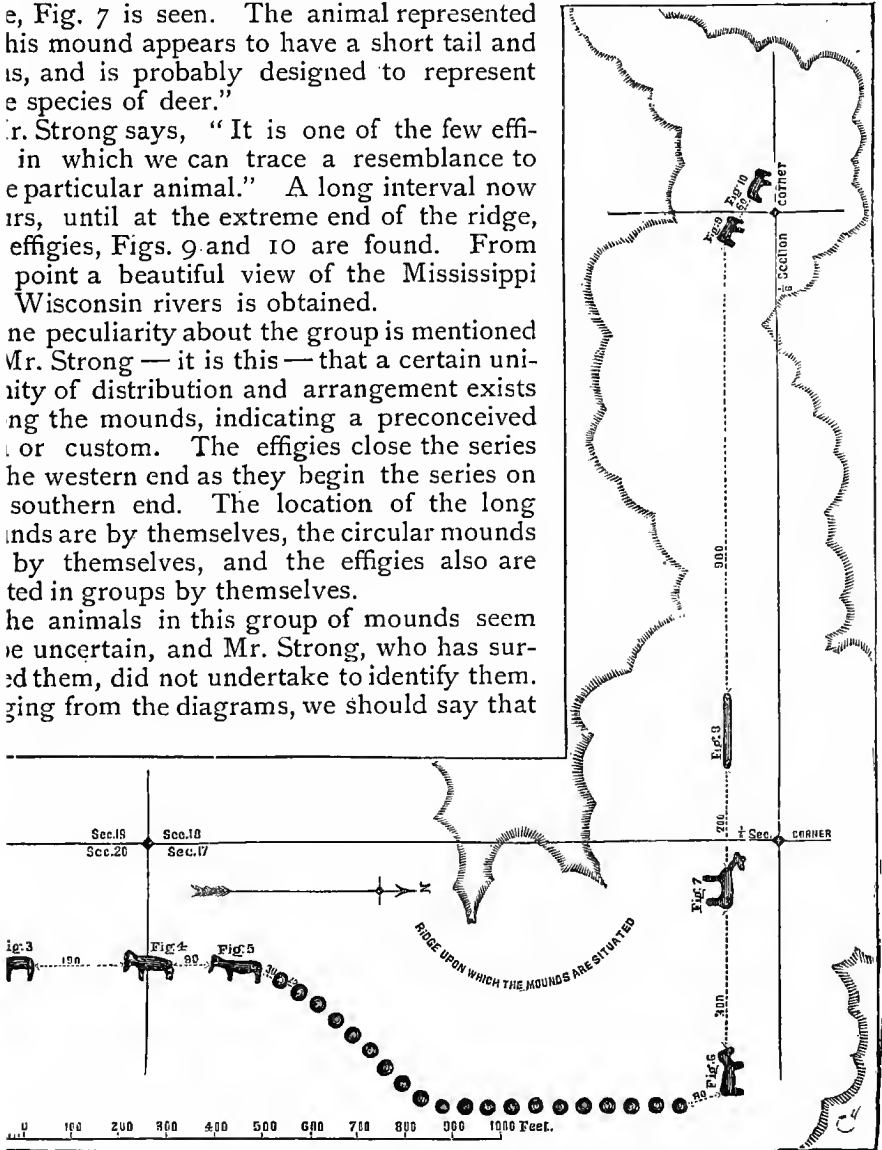 e, Fig. 7 is seen. The animal represented
his mound appears to have a short tail and
ns, and is probably designed to represent
e species of deer.”
r. Strong says, “It is one of the few effi-
in which we can trace a resemblance to
e particular animal.” A long interval now
urs, until at the extreme end of the ridge,
effigies, Figs. 9 and 10 are found. From
point a beautiful view of the Mississippi
Wisconsin rivers is obtained.
ne peculiarity about the group is mentioned
Mr. Strong — it is this — that a certain uni-
ity of distribution and arrangement exists
ng the mounds, indicating a preconceived
or custom. The effigies close the series
he western end as they begin the series on
southern end. The location of the long
unds are by themselves, the circular mounds
by themselves, and the effigies also are
ted in groups by themselves.
he animals in this group of mounds seem
e uncertain, and Mr. Strong, who has sur-
ed them, did not undertake to identify them.
ging from the diagrams, we should say that
Fig. 10
60
Fig. 9
corner
Section
900
Fig. 8
200
¼ Sec. CORNER
Fig. 7
Sec. 19 Sec. 18
Sec. 20 Sec. 17
N
RIDGE UPON WHICH THE MOUNDS ARE SITUATED
ig. 3 190 Fig. 4 90 Fig. 5 30
300
Fig. 6
80
0 100 200 300 400 500 600 700 800 900 1000 Feet.